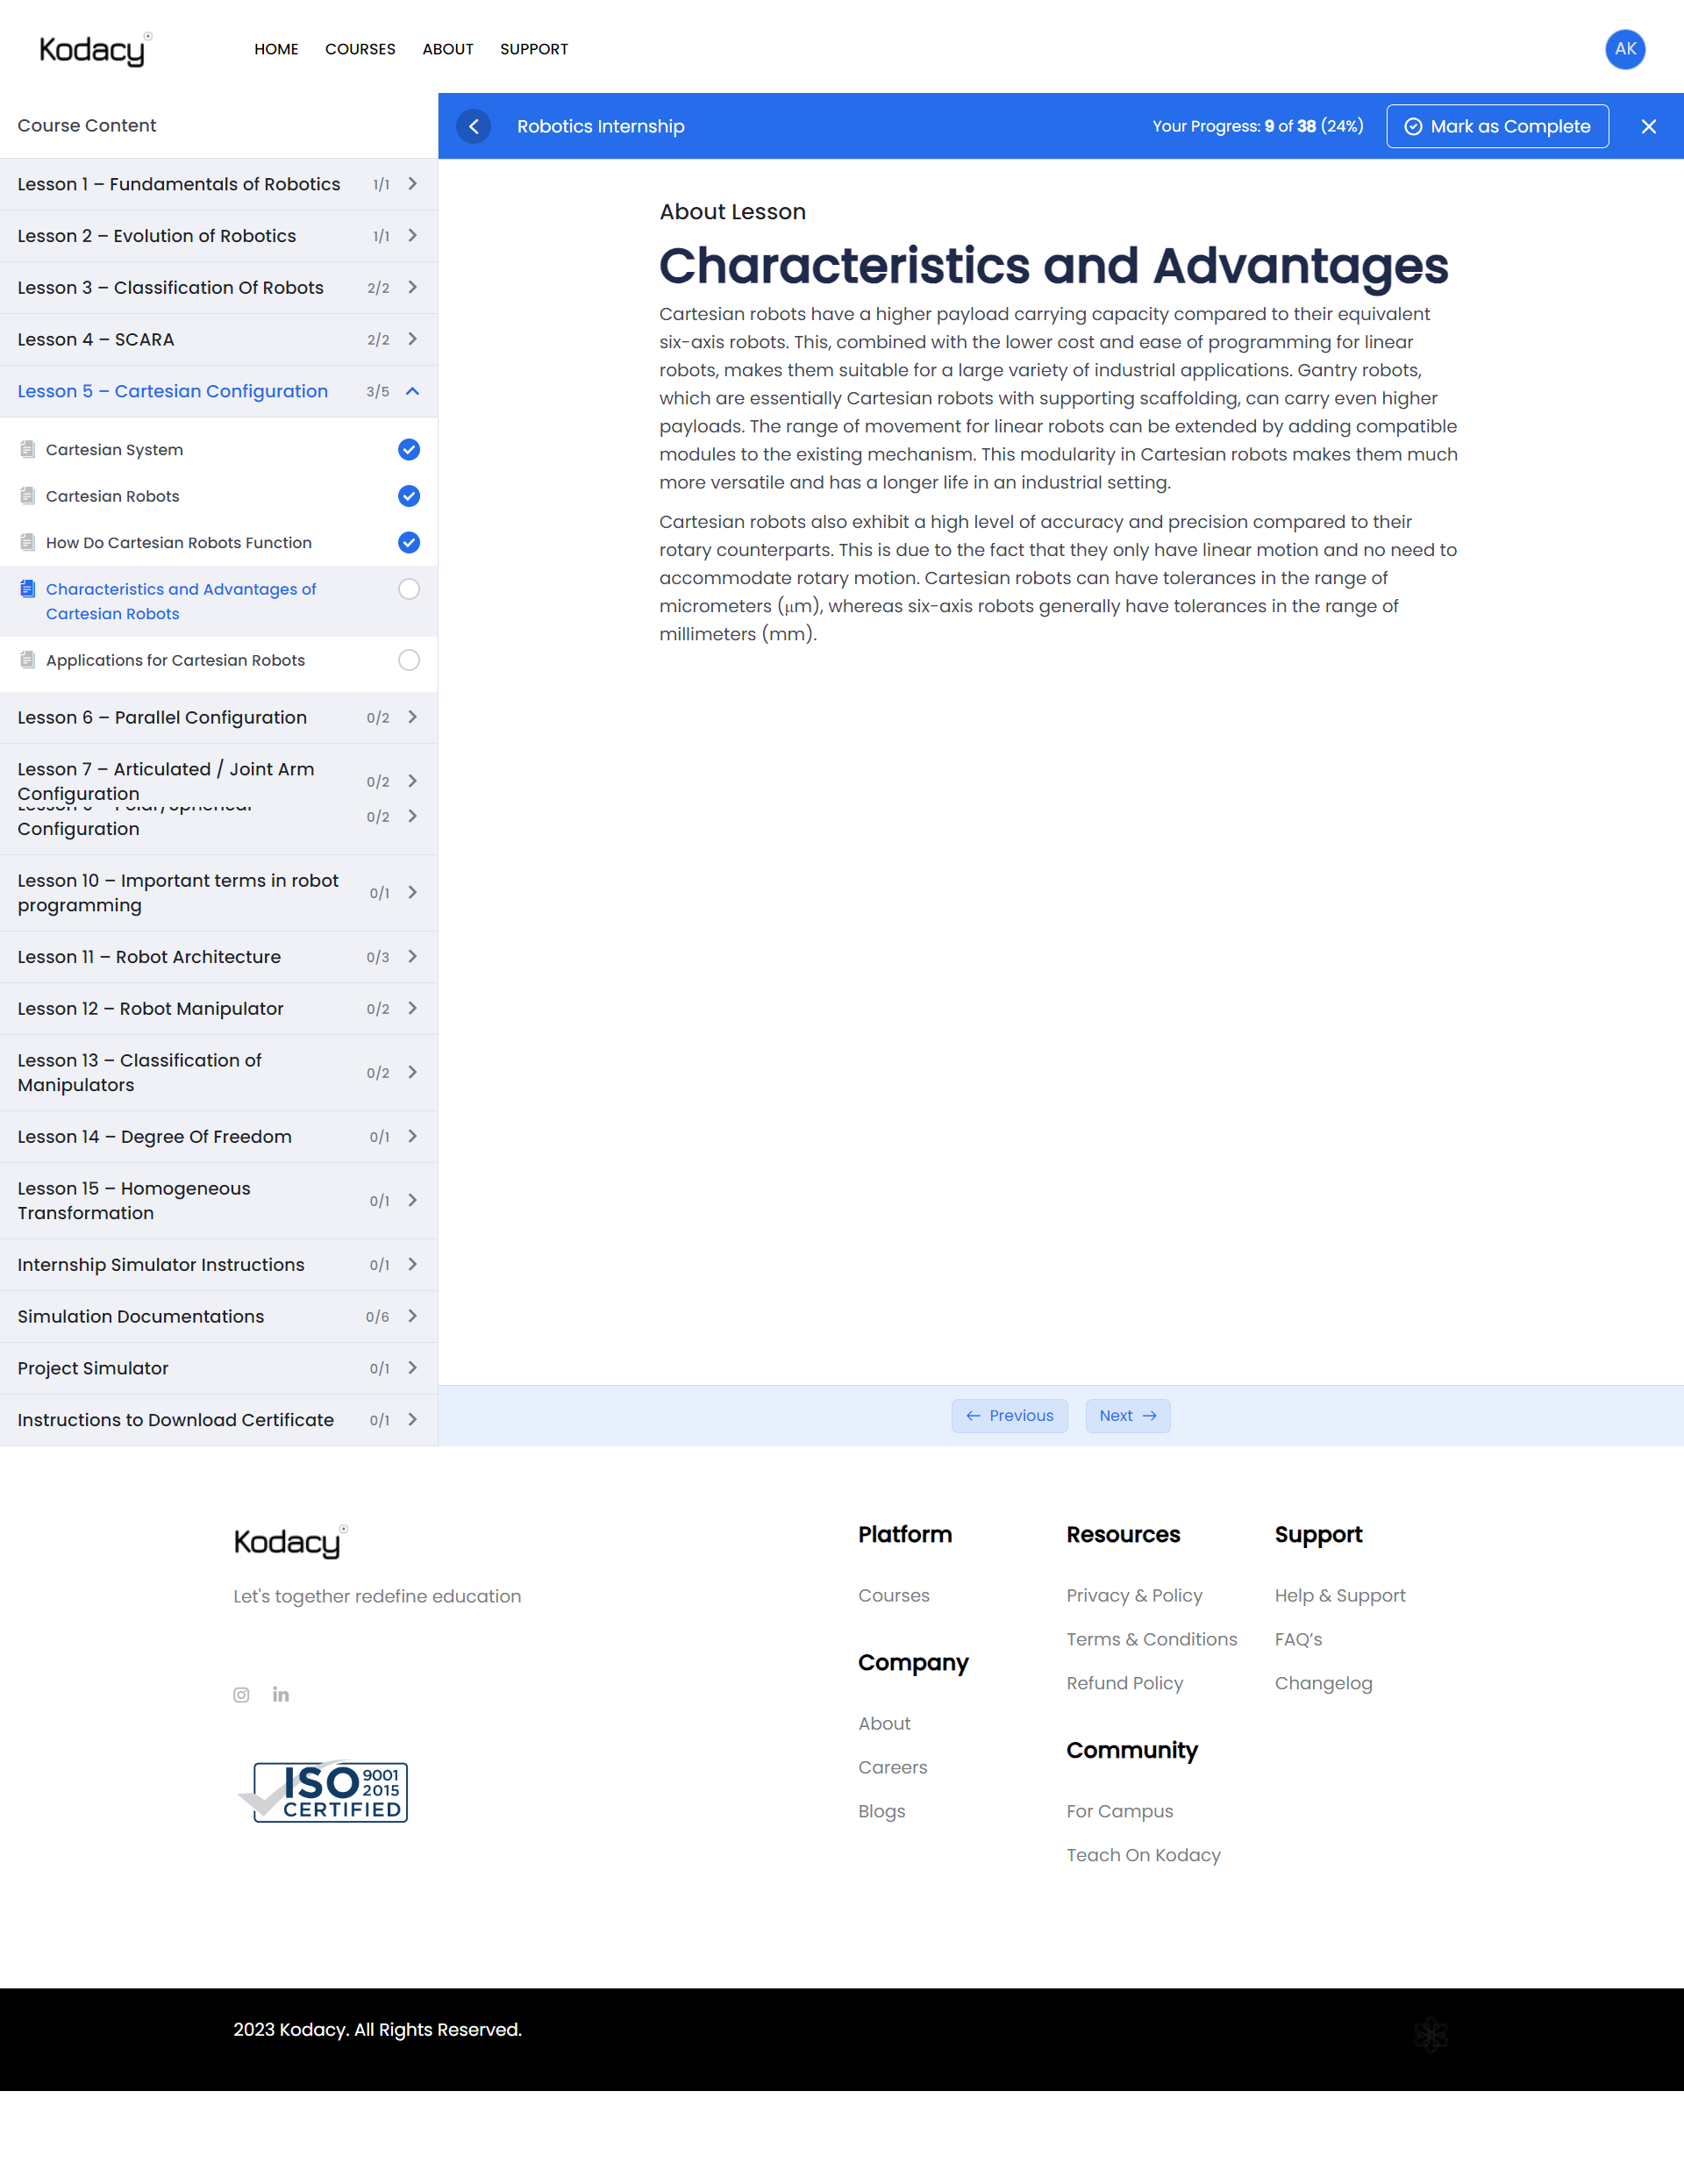 Kodacy
HOME COURSES ABOUT SUPPORT
AK
Course Content
Robotics Internship
Your Progress: 9 of 38 (24%)
Mark as Complete
Lesson 1 – Fundamentals of Robotics 1/1
Lesson 2 – Evolution of Robotics 1/1
Lesson 3 – Classification Of Robots 2/2
Lesson 4 – SCARA 2/2
Lesson 5 – Cartesian Configuration 3/5
Cartesian System
Cartesian Robots
How Do Cartesian Robots Function
Characteristics and Advantages of
Cartesian Robots
Applications for Cartesian Robots
Lesson 6 – Parallel Configuration 0/2
Lesson 7 – Articulated / Joint Arm
Configuration 0/2
Configuration 0/2
Lesson 10 – Important terms in robot
programming 0/1
Lesson 11 – Robot Architecture 0/3
Lesson 12 – Robot Manipulator 0/2
Lesson 13 – Classification of
Manipulators 0/2
Lesson 14 – Degree Of Freedom 0/1
Lesson 15 – Homogeneous
Transformation 0/1
Internship Simulator Instructions 0/1
Simulation Documentations 0/6
Project Simulator 0/1
Instructions to Download Certificate 0/1
About Lesson
Characteristics and Advantages
Cartesian robots have a higher payload carrying capacity compared to their equivalent
six-axis robots. This, combined with the lower cost and ease of programming for linear
robots, makes them suitable for a large variety of industrial applications. Gantry robots,
which are essentially Cartesian robots with supporting scaffolding, can carry even higher
payloads. The range of movement for linear robots can be extended by adding compatible
modules to the existing mechanism. This modularity in Cartesian robots makes them much
more versatile and has a longer life in an industrial setting.
Cartesian robots also exhibit a high level of accuracy and precision compared to their
rotary counterparts. This is due to the fact that they only have linear motion and no need to
accommodate rotary motion. Cartesian robots can have tolerances in the range of
micrometers (μm), whereas six-axis robots generally have tolerances in the range of
millimeters (mm).
← Previous
Next →
Kodacy
Let's together redefine education
ISO 9001
2015
CERTIFIED
Platform
Courses
Company
About
Careers
Blogs
Resources
Privacy & Policy
Terms & Conditions
Refund Policy
Community
For Campus
Teach On Kodacy
Support
Help & Support
FAQ’s
Changelog
2023 Kodacy. All Rights Reserved.